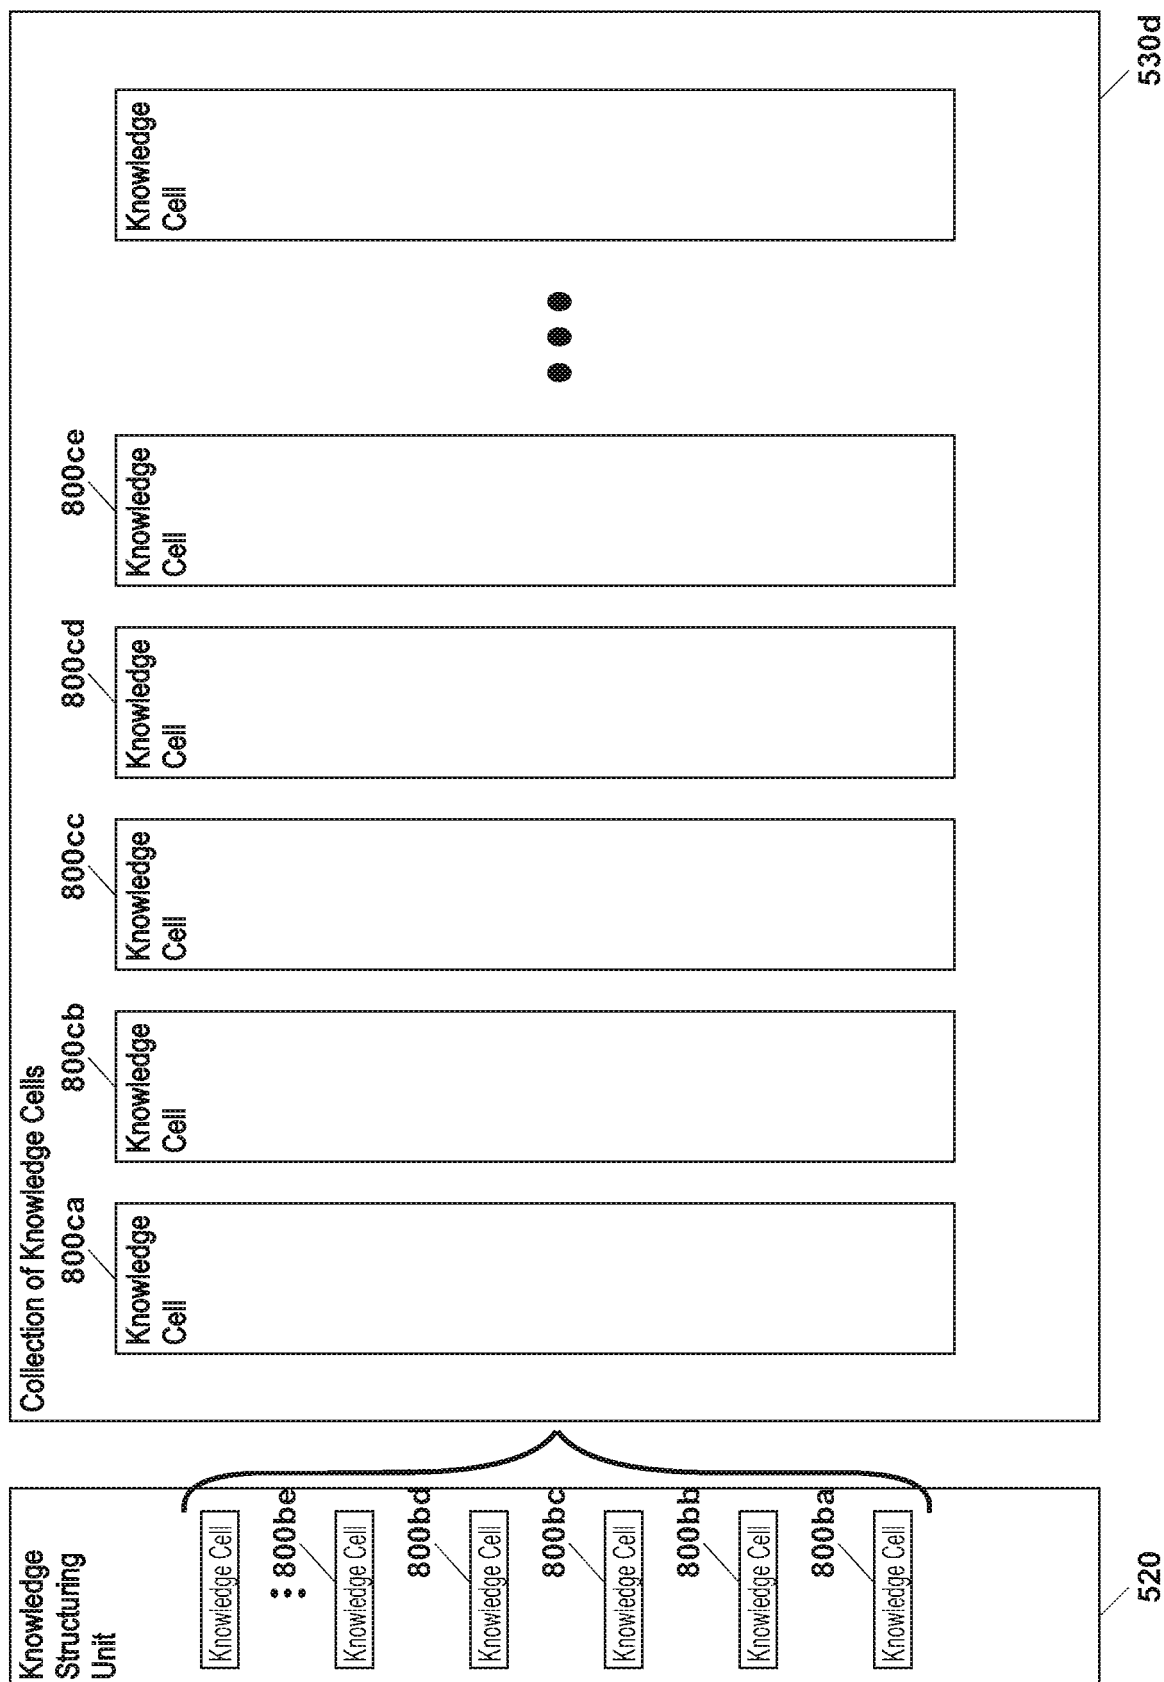 Knowledge
Structuring
Unit
Knowledge Cell
800be
Knowledge Cell
800bd
Knowledge Cell
800bc
Knowledge Cell
800bb
Knowledge Cell
800ba
Knowledge Cell
520
Collection of Knowledge Cells
800ca
Knowledge
Cell
800cb
Knowledge
Cell
800cc
Knowledge
Cell
800cd
Knowledge
Cell
800ce
Knowledge
Cell
Knowledge
Cell
530d